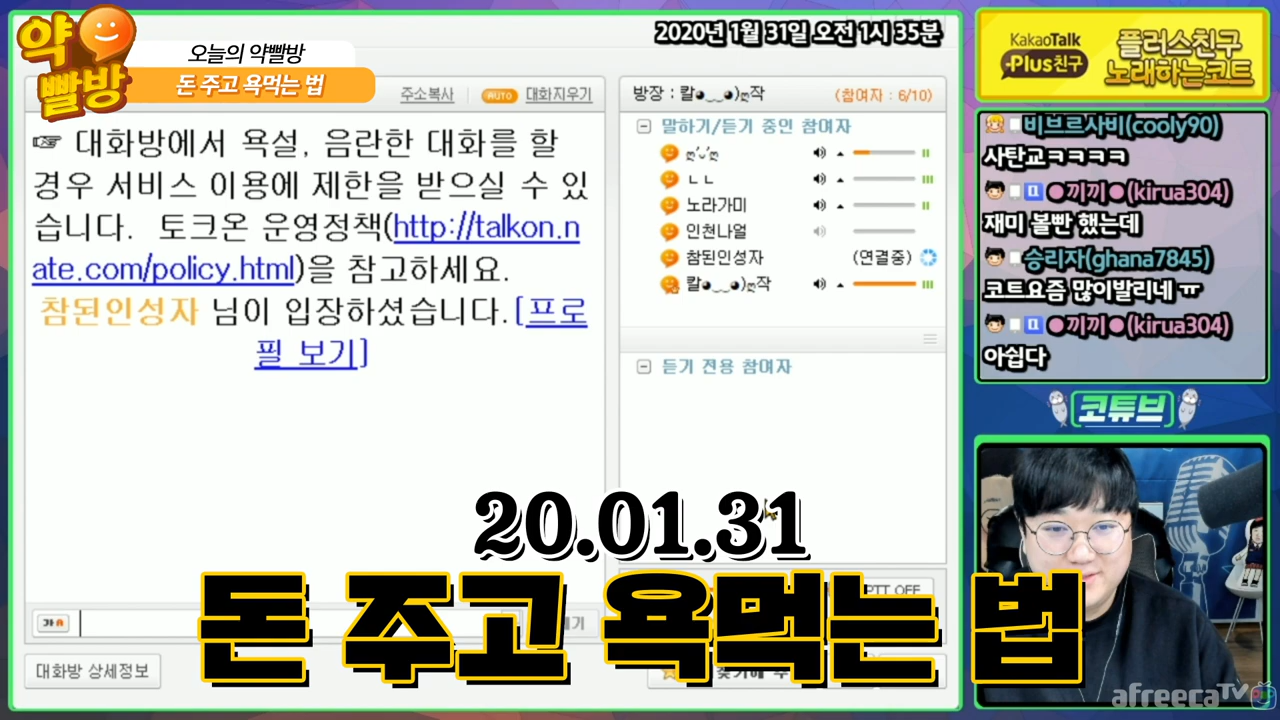 약빨방
오늘의 약빨방
돈 주고 욕먹는 법
2020년 1월 31일 오전 1시 35분
주소복사
AUTO 대화지우기
☞ 대화방에서 욕설, 음란한 대화를 할
경우 서비스 이용에 제한을 받으실 수 있
습니다. 토크온 운영정책(http://talkon.n
ate.com/policy.html)을 참고하세요.
참된인성자 님이 입장하셨습니다.[프로
필 보기]
방장 : 칼◕‿‿◕)ღ작 (참여자 : 6/10)
말하기/듣기 중인 참여자
ღ'ᴗ'ღ
ㄴㄴ
노라가미
인천나얼
참된인성자 (연결중)
칼◕‿‿◕)ღ작
듣기 전용 참여자
PTT OFF
가
대화방 상세정보
20.01.31
돈 주고 욕먹는 법
KakaoTalk
Plus친구
플러스친구
노래하는코트
비브르사비(cooly90)
사탄교ㅋㅋㅋㅋ
●끼끼●(kirua304)
재미 볼빤 했는데
승리자(ghana7845)
코트요즘 많이발리네 ㅠ
●끼끼●(kirua304)
아쉽다
코튜브
afreecaTV